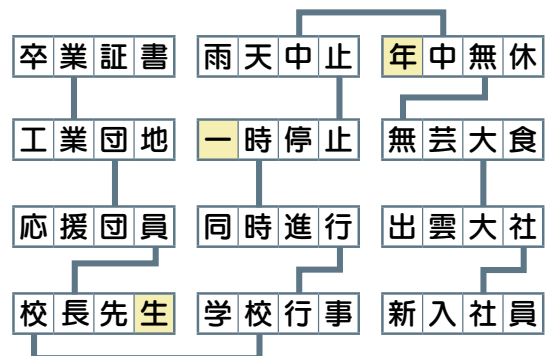 卒業証書
雨天中止
年中無休
工業団地
一時停止
無芸大食
応援団員
同時進行
出雲大社
校長先生
学校行事
新入社員